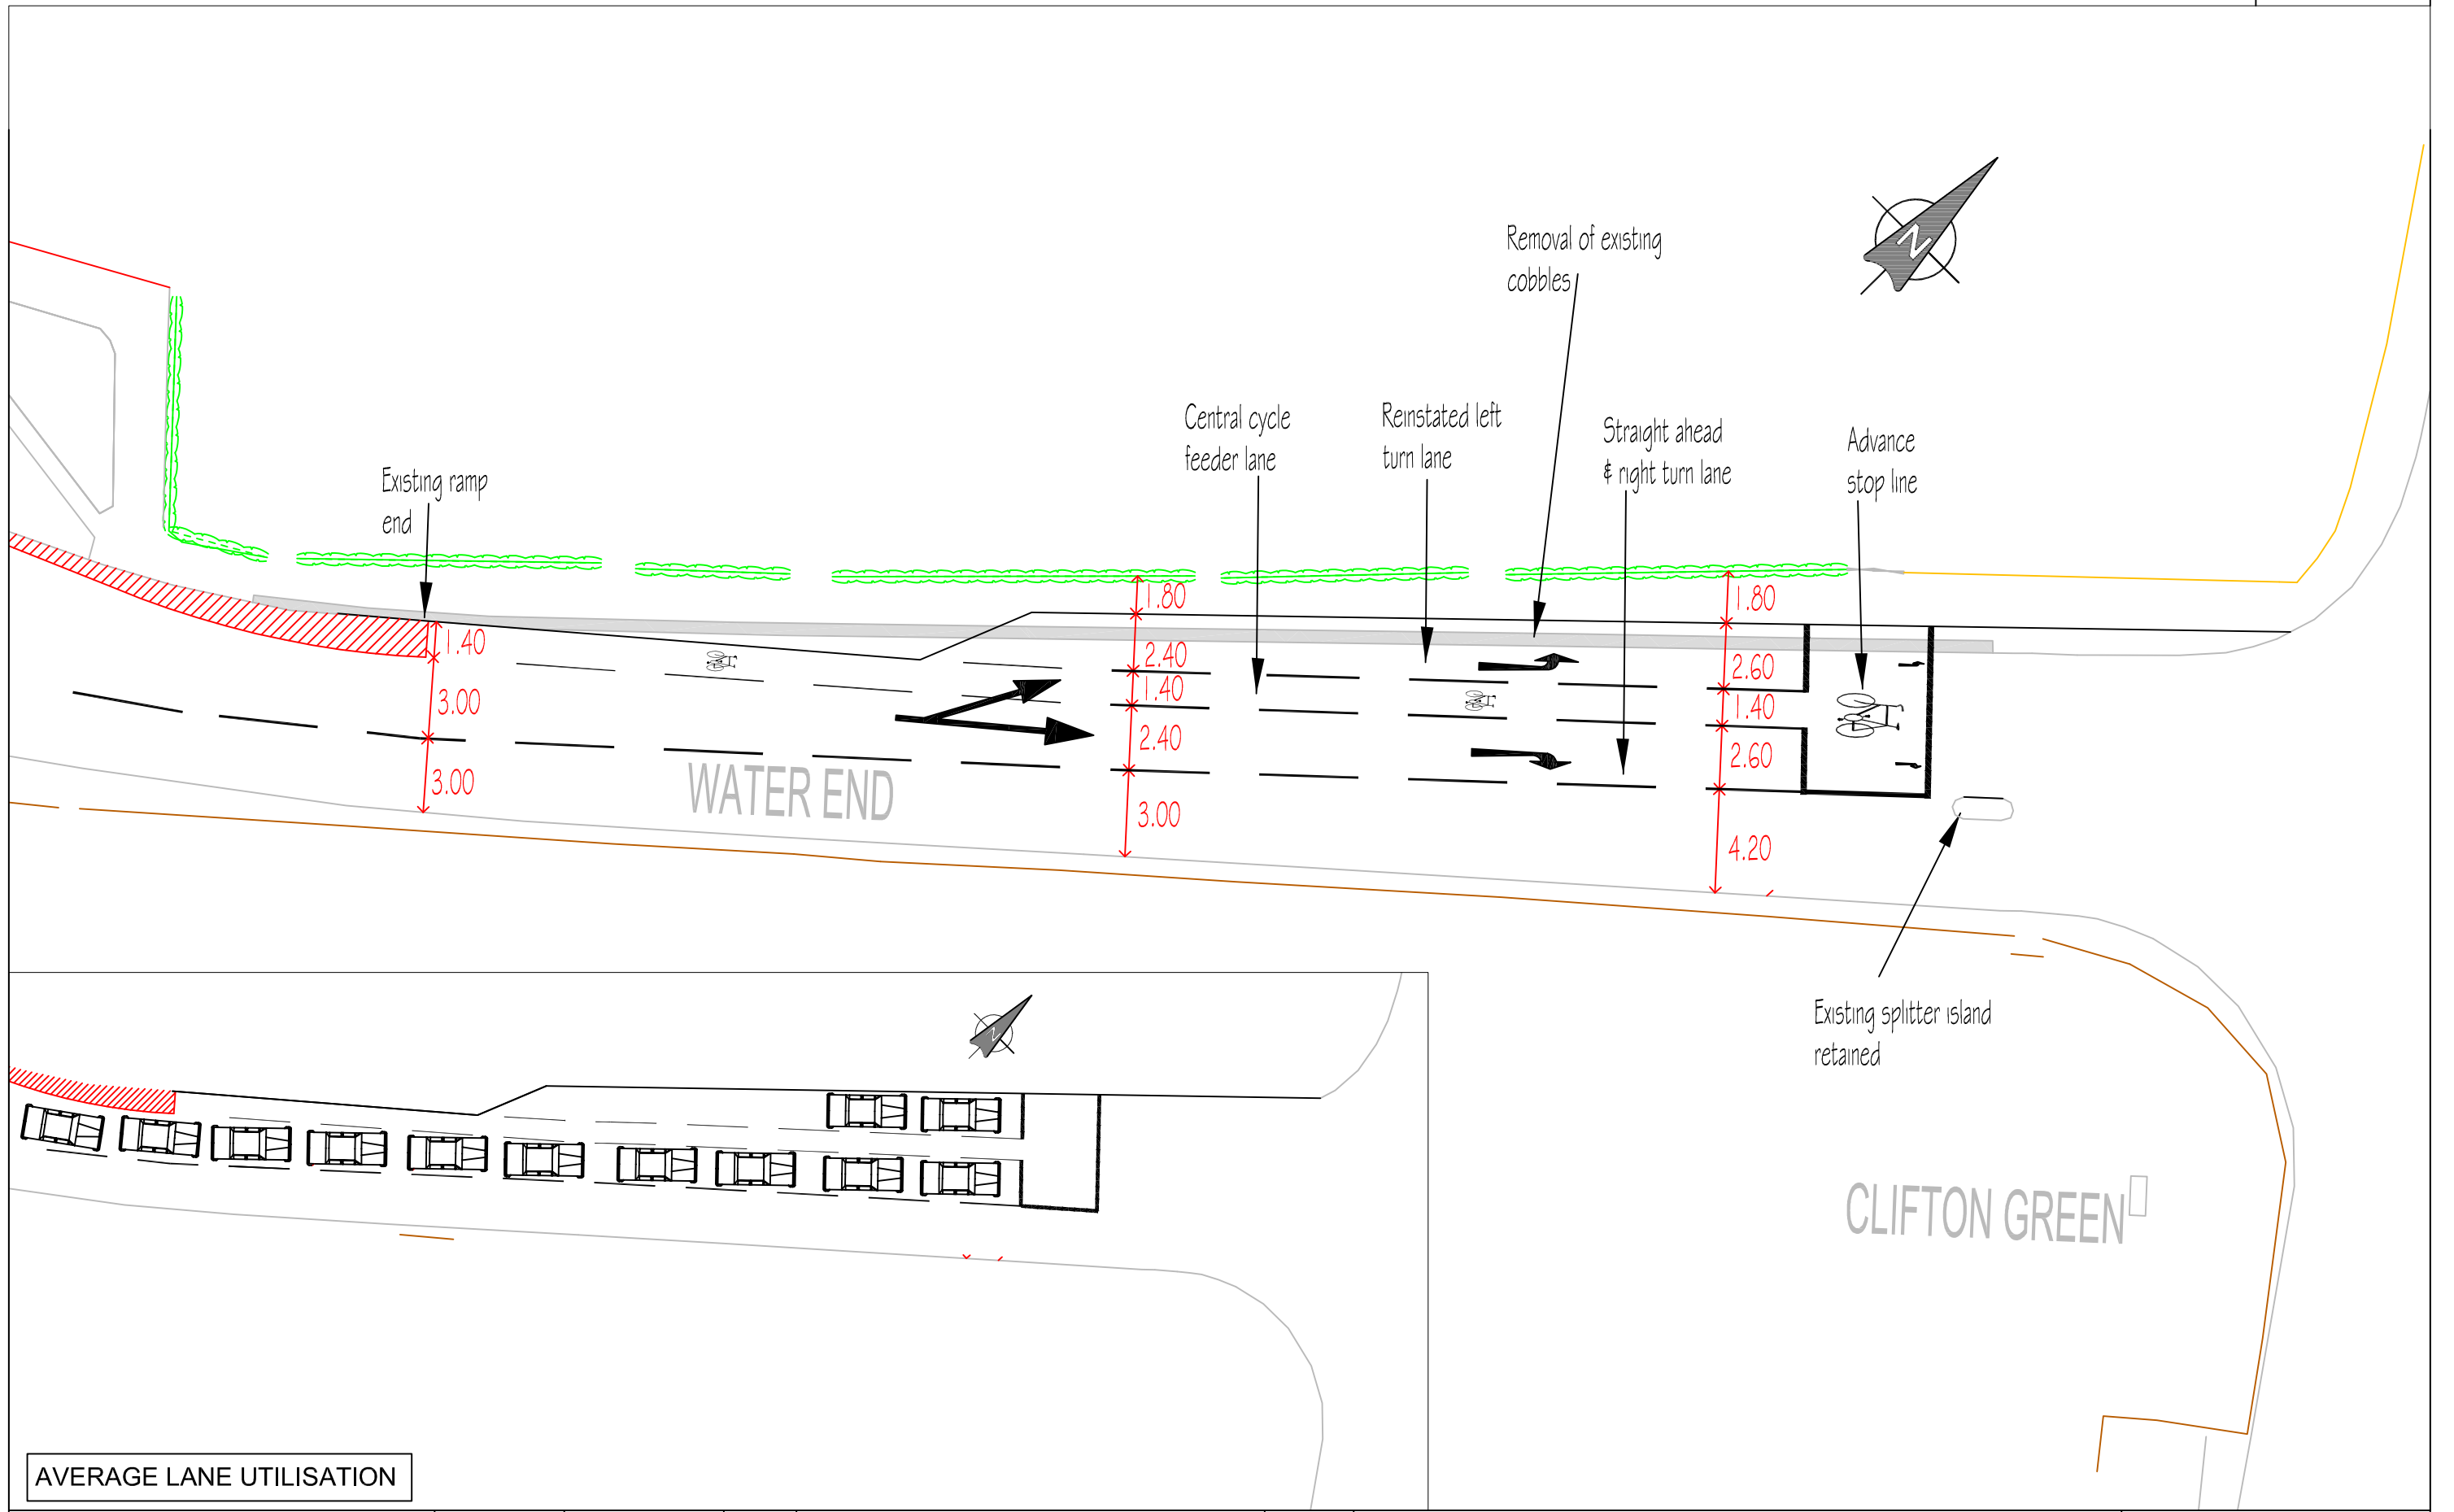 N
Removal of existing
cobbles
Central cycle
feeder lane
Reinstated left
turn lane
Straight ahead
& right turn lane
Advance
stop line
Existing ramp
end
1.80
1.80
1.40
2.40
2.60
3.00
1.40
1.40
2.40
2.60
3.00
3.00
4.20
WATER END
Existing splitter island
retained
N
CLIFTON GREEN
AVERAGE LANE UTILISATION